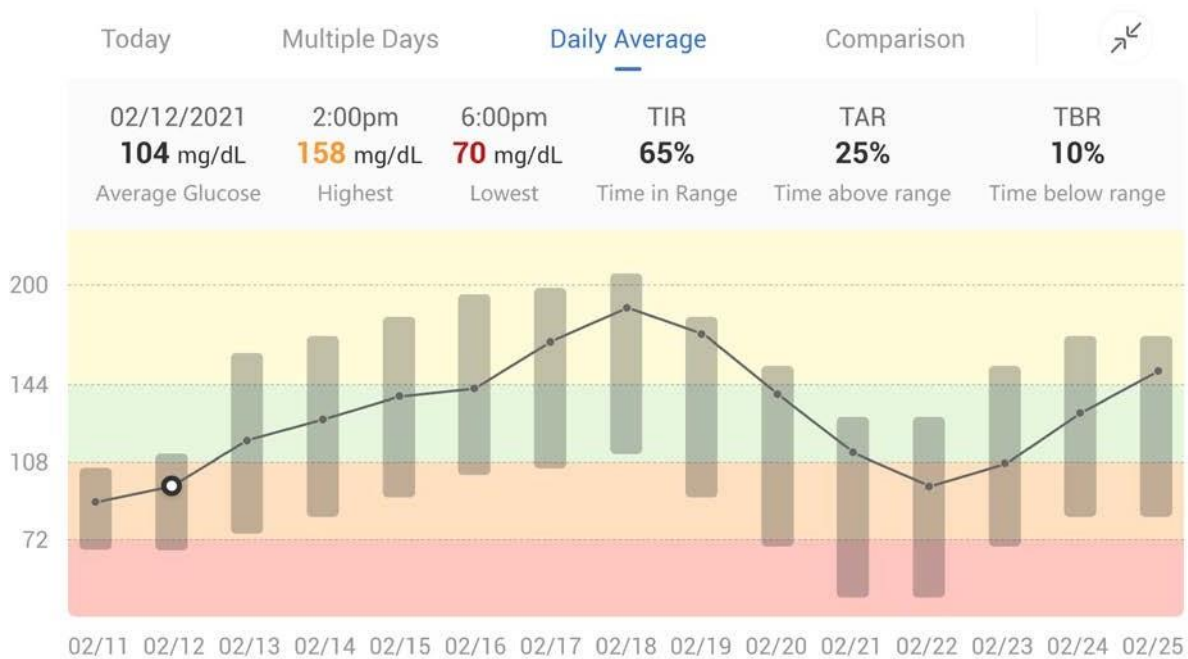 Today Multiple Days Daily Average Comparison
02/12/2021 2:00pm 6:00pm TIR TAR TBR
104 mg/dL 158 mg/dL 70 mg/dL 65% 25% 10%
Average Glucose Highest Lowest Time in Range Time above range Time below range
200
144
108
72
02/11 02/12 02/13 02/14 02/15 02/16 02/17 02/18 02/19 02/20 02/21 02/22 02/23 02/24 02/25